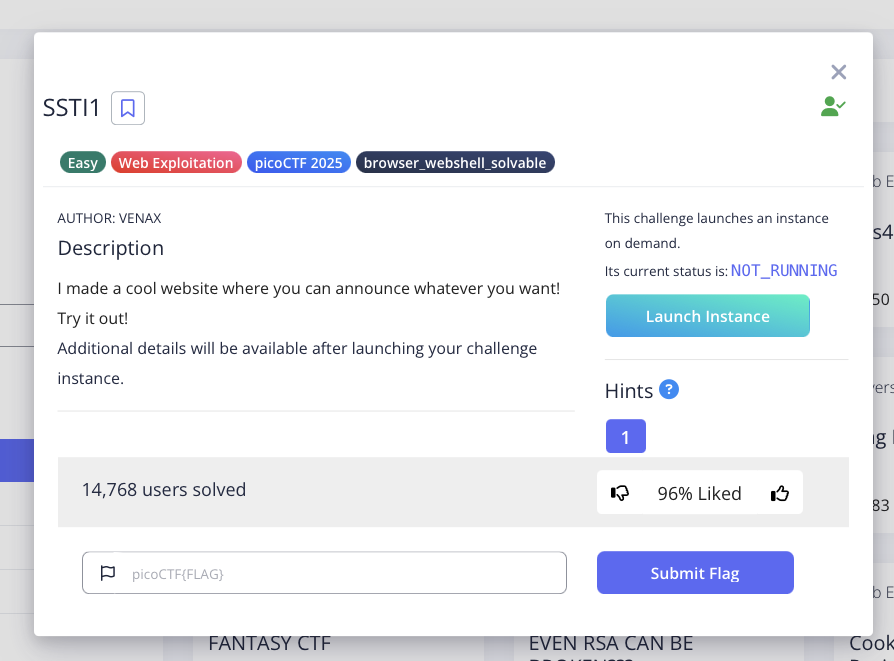 SSTI1
Easy Web Exploitation picoCTF 2025 browser_webshell_solvable
AUTHOR: VENAX
Description
I made a cool website where you can announce whatever you want!
Try it out!
Additional details will be available after launching your challenge
instance.
This challenge launches an instance
on demand.
Its current status is: NOT_RUNNING
Launch Instance
Hints ?
1
14,768 users solved
96% Liked
picoCTF{FLAG}
Submit Flag
b E
s4
50
vers
83
b E
FANTASY CTF
EVEN RSA CAN BE
Cook